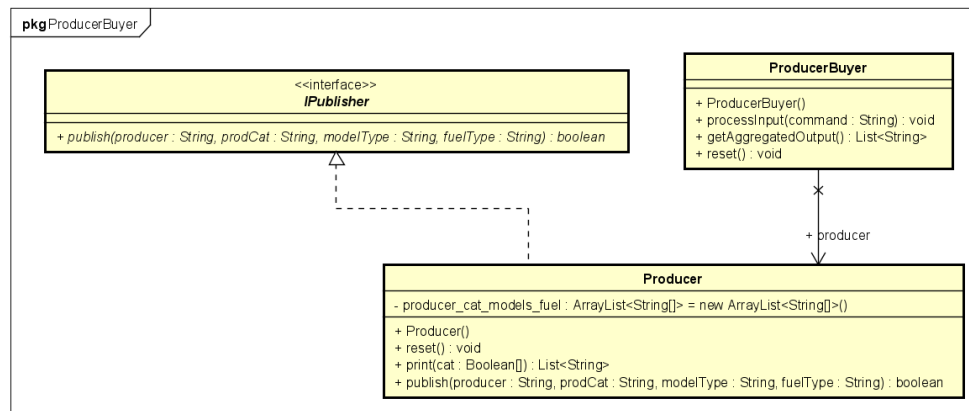 pkg ProducerBuyer
<<interface>>
IPublisher
+ publish(producer : String, prodCat : String, modelType : String, fuelType : String) : boolean
ProducerBuyer
+ ProducerBuyer()
+ processInput(command : String) : void
+ getAggregatedOutput() : List<String>
+ reset() : void
+ producer
Producer
- producer_cat_models_fuel : ArrayList<String[]> = new ArrayList<String[]>()
+ Producer()
+ reset() : void
+ print(cat : Boolean[]) : List<String>
+ publish(producer : String, prodCat : String, modelType : String, fuelType : String) : boolean